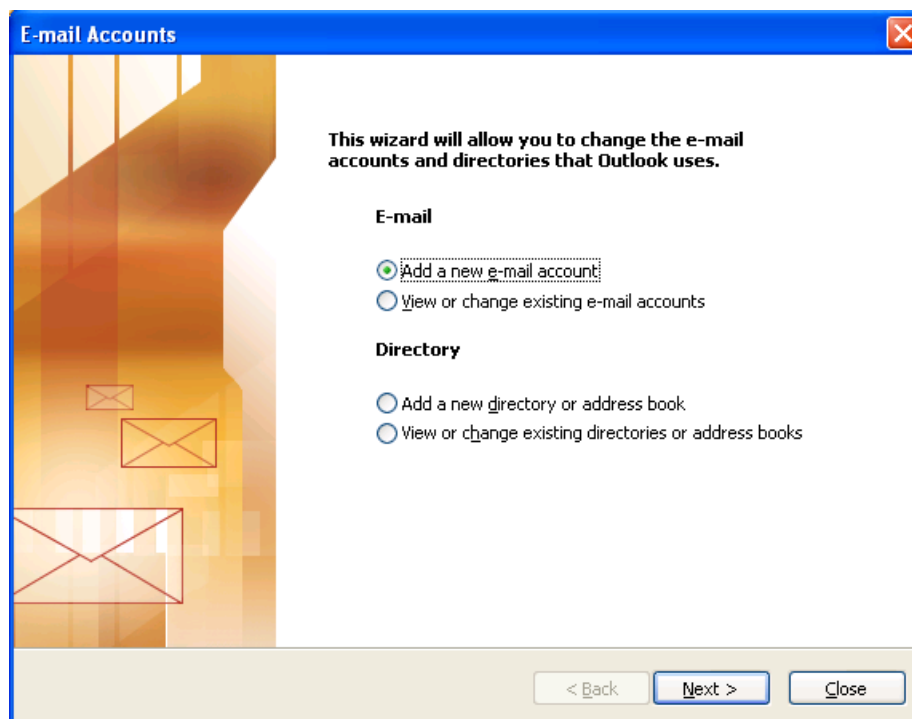 E-mail Accounts
This wizard will allow you to change the e-mail
accounts and directories that Outlook uses.
E-mail
Add a new e-mail account
View or change existing e-mail accounts
Directory
Add a new directory or address book
View or change existing directories or address books
< Back
Next >
Close